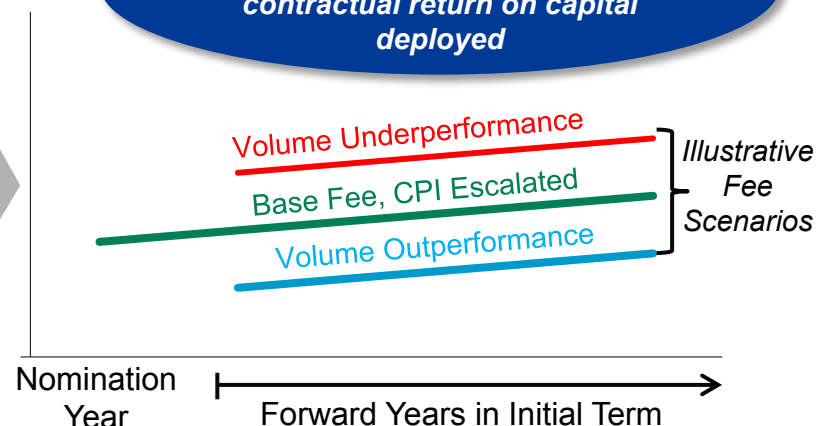 contractual return on capital
deployed
Volume Underperformance
Base Fee, CPI Escalated
Volume Outperformance
Illustrative
Fee
Scenarios
Nomination
Year
Forward Years in Initial Term